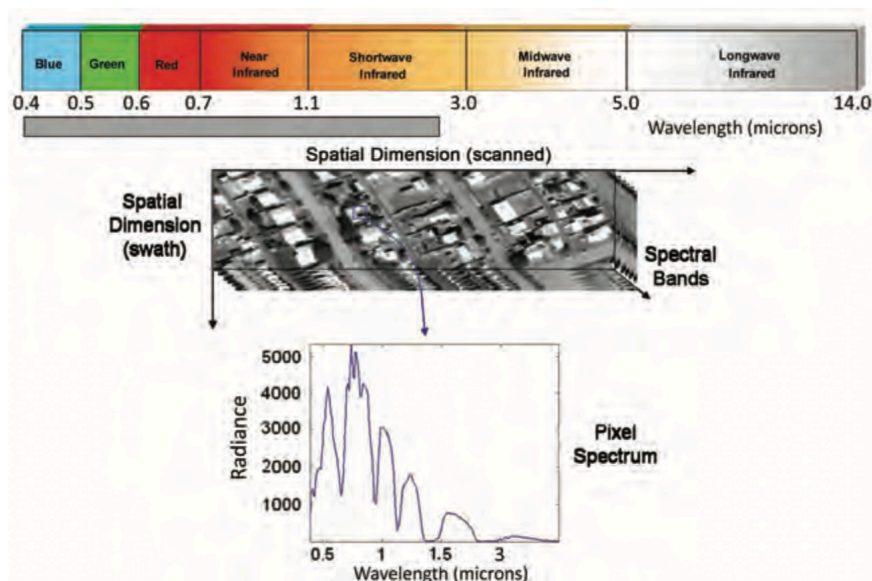 Blue
Green
Red
Near
Infrared
Shortwave
Infrared
Midwave
Infrared
Longwave
Infrared
0.4 0.5 0.6 0.7 1.1 3.0 5.0 14.0
Wavelength (microns)
Spatial Dimension (scanned)
Spatial
Dimension
(swath)
Spectral
Bands
5000
4000
3000
2000
1000
Radiance
0.5 1 1.5 3
Wavelength (microns)
Pixel
Spectrum